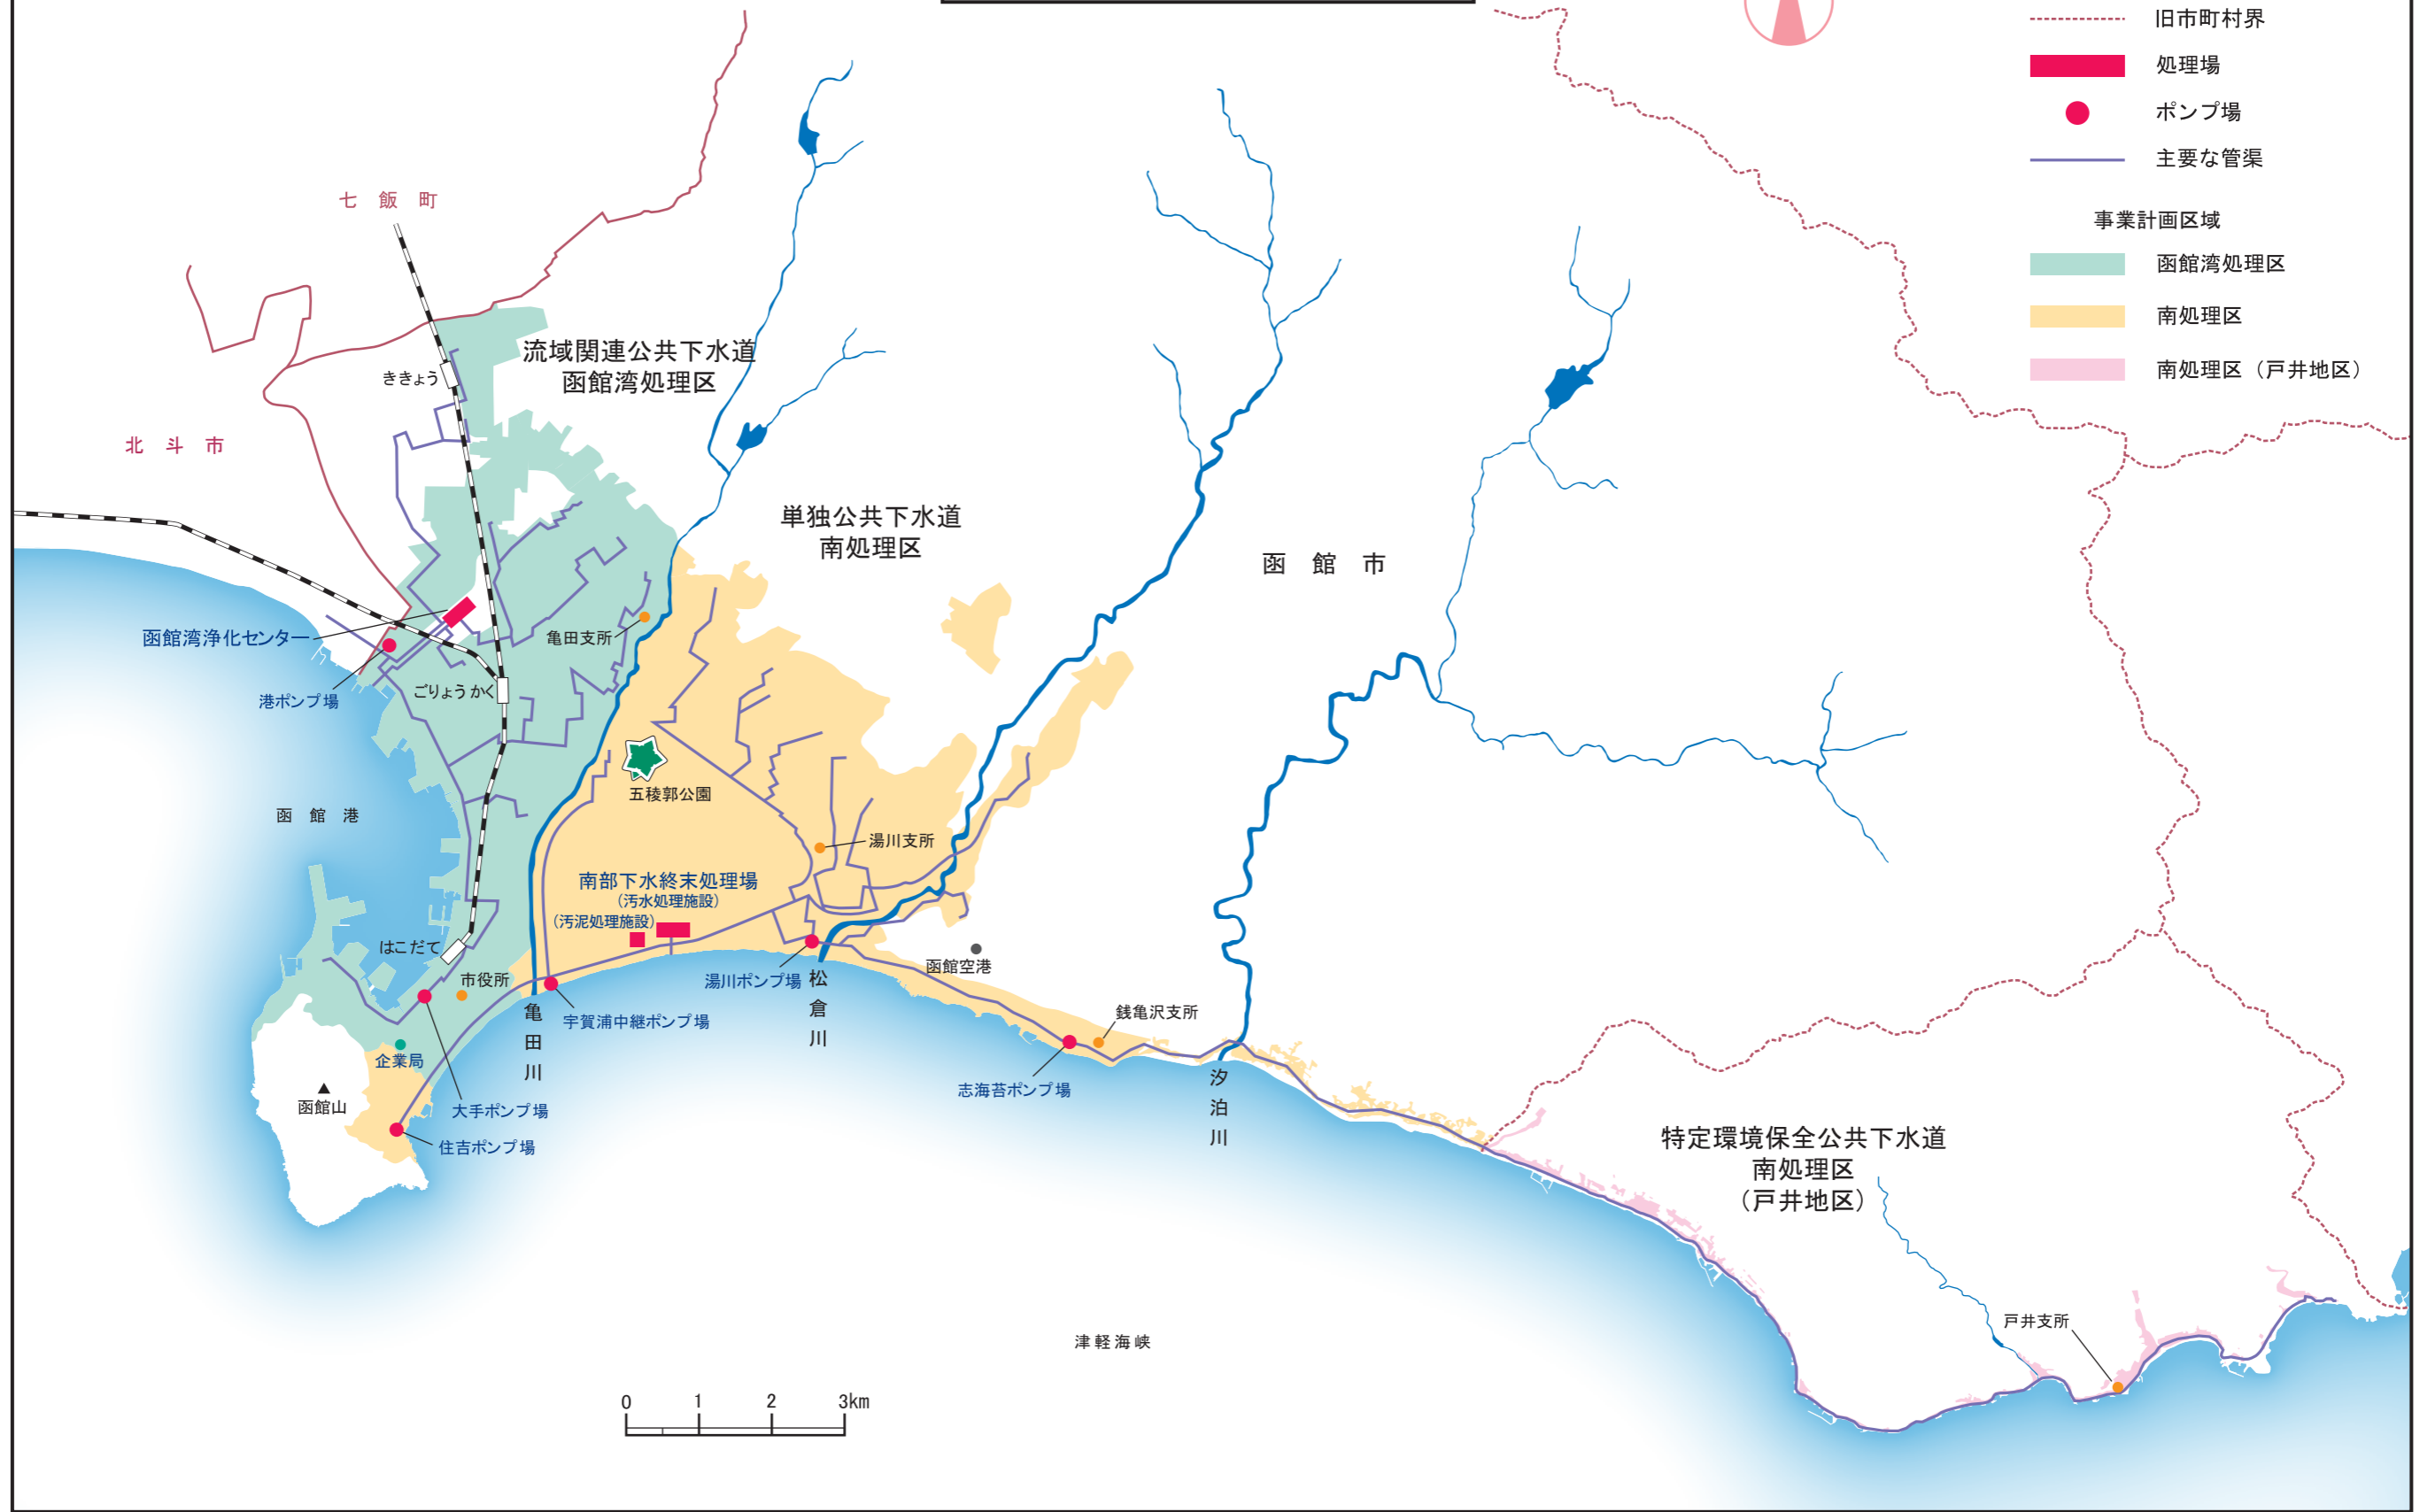 旧市町村界
処理場
ポンプ場
主要な管渠
事業計画区域
函館湾処理区
南処理区
南処理区（戸井地区）
七飯町
ききょう
流域関連公共下水道
函館湾処理区
北斗市
単独公共下水道
南処理区
函館市
函館湾浄化センター
亀田支所
港ポンプ場
ごりょうかく
五稜郭公園
函館港
湯川支所
南部下水終末処理場
（汚水処理施設）
（汚泥処理施設）
はこだて
市役所
湯川ポンプ場
松倉川
函館空港
亀田川
宇賀浦中継ポンプ場
銭亀沢支所
企業局
志海苔ポンプ場
汐泊川
函館山
大手ポンプ場
住吉ポンプ場
特定環境保全公共下水道
南処理区
（戸井地区）
戸井支所
津軽海峡
0 1 2 3km